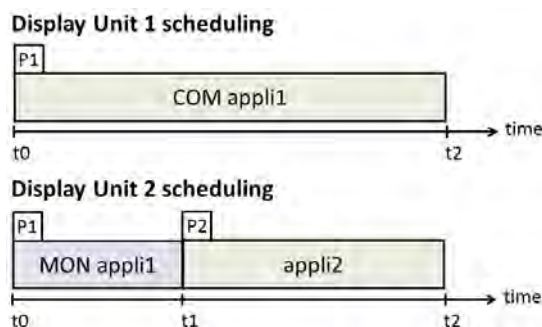 Display Unit 1 scheduling
P1
COM appli1
time
t0 t2
Display Unit 2 scheduling
P1 P2
MON appli1 appli2
time
t0 t1 t2